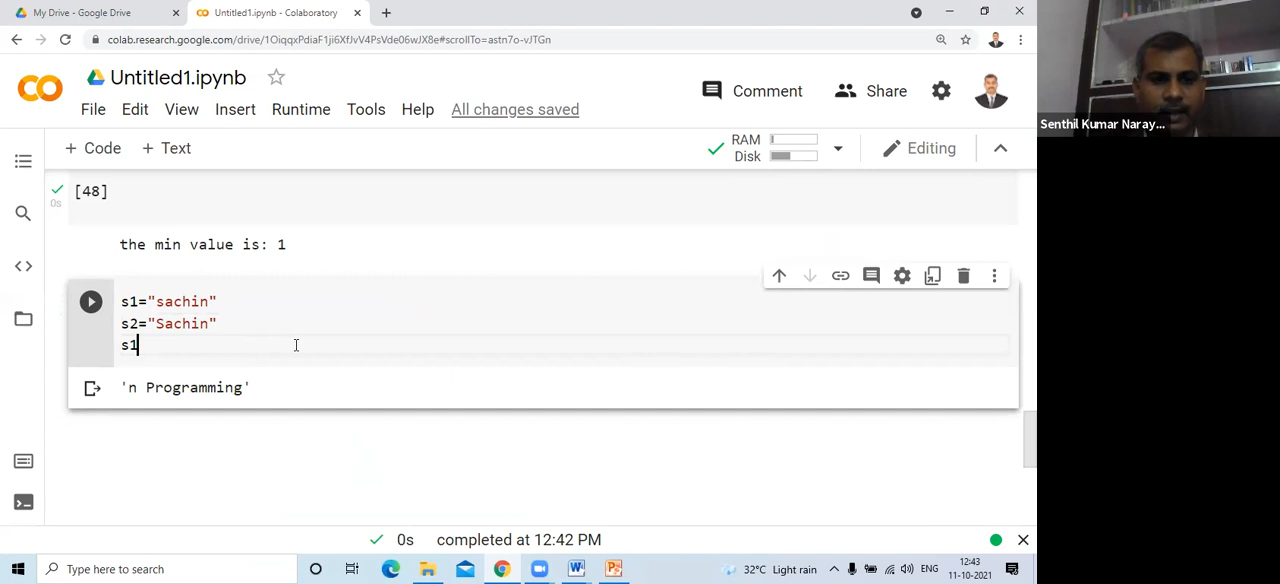 My Drive - Google Drive
Untitled1.ipynb - Colaboratory
colab.research.google.com/drive/1OiqqxPdiaF1ji6XfJvV4PsVde06wJX8e#scrollTo=astn7o-vJTGn
Untitled1.ipynb
File Edit View Insert Runtime Tools Help All changes saved
Comment
Share
+ Code + Text
RAM
Disk
Editing
[48]
0s
the min value is: 1
s1="sachin"
s2="Sachin"
s1
'n Programming'
0s completed at 12:42 PM
Type here to search
32°C Light rain
ENG
12:43
11-10-2021
Senthil Kumar Naray...